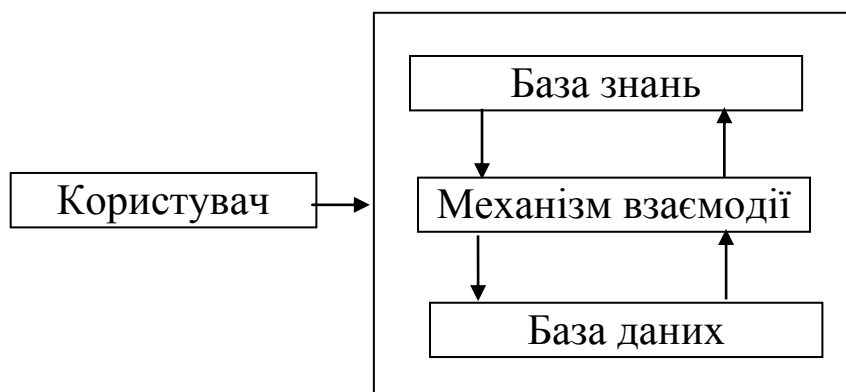 База знань
Користувач
Механізм взаємодії
База даних